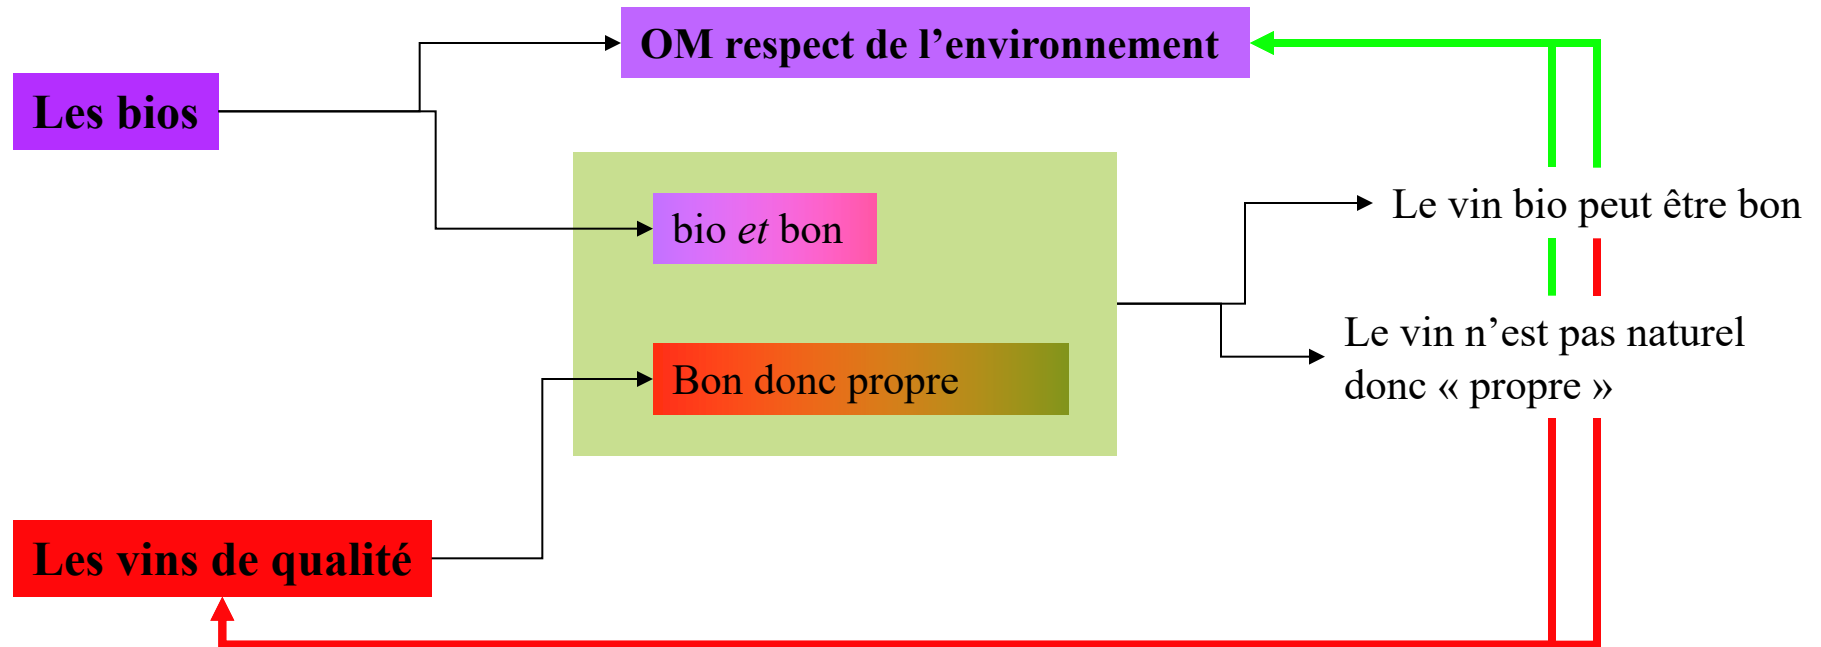 OM respect de l’environnement
Les bios
bio et bon
Le vin bio peut être bon
Le vin n’est pas naturel
donc « propre »
Bon donc propre
Les vins de qualité